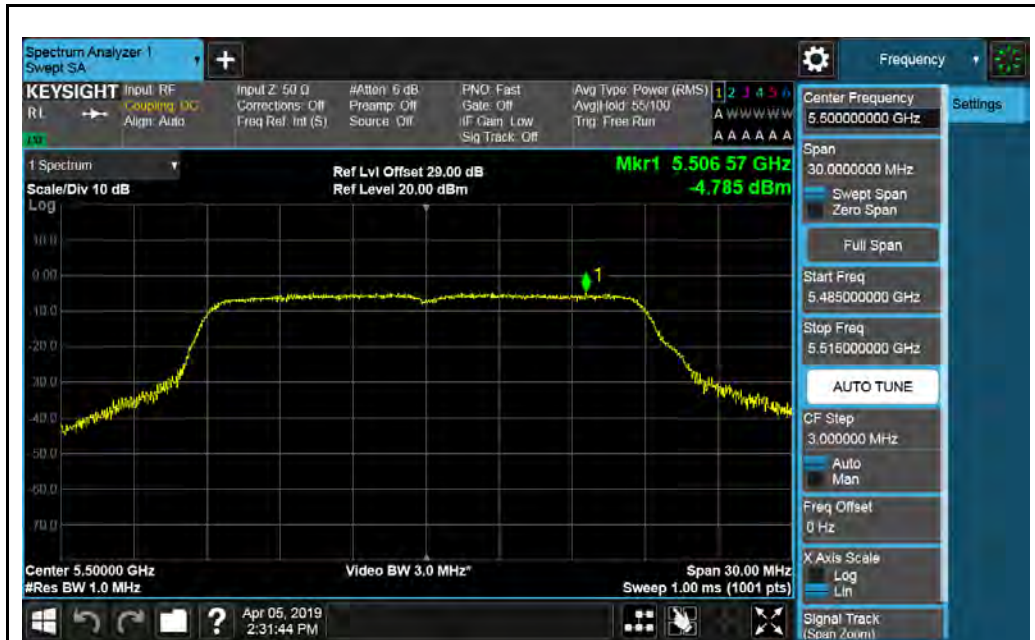 Spectrum Analyzer 1
Swept SA
+
Frequency
KEYSIGHT
RL
Input: RF
Coupling: DC
Align: Auto
Input Z: 50 Ω
Corrections: Off
Freq Ref: Int (S)
#Atten: 6 dB
Preamp: Off
Source: Off
PNO: Fast
Gate: Off
IF Gain: Low
Sig Track: Off
Avg Type: Power (RMS)
Avg|Hold: 55/100
Trig: Free Run
1 2 3 4 5 6
A W W W W W
A A A A A A
1 Spectrum
Scale/Div 10 dB
Log
Ref Lvl Offset 29.00 dB
Ref Level 20.00 dBm
Mkr1 5.506 57 GHz
-4.785 dBm
10.0
0.00
-10.0
-20.0
-30.0
-40.0
-50.0
-60.0
-70.0
1
Center 5.50000 GHz
#Res BW 1.0 MHz
Video BW 3.0 MHz*
Span 30.00 MHz
Sweep 1.00 ms (1001 pts)
Center Frequency
5.500000000 GHz
Settings
Span
30.0000000 MHz
Swept Span
Zero Span
Full Span
Start Freq
5.485000000 GHz
Stop Freq
5.515000000 GHz
AUTO TUNE
CF Step
3.000000 MHz
Auto
Man
Freq Offset
0 Hz
X Axis Scale
Log
Lin
Signal Track
(Span Zoom)
?
Apr 05, 2019
2:31:44 PM